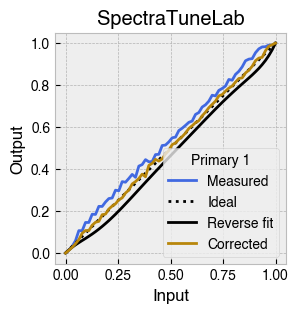 SpectraTuneLab
1.0
0.8
0.6
0.4
0.2
0.0
Output
Primary 1
Measured
Ideal
Reverse fit
Corrected
0.00
0.25
0.50
0.75
1.00
Input